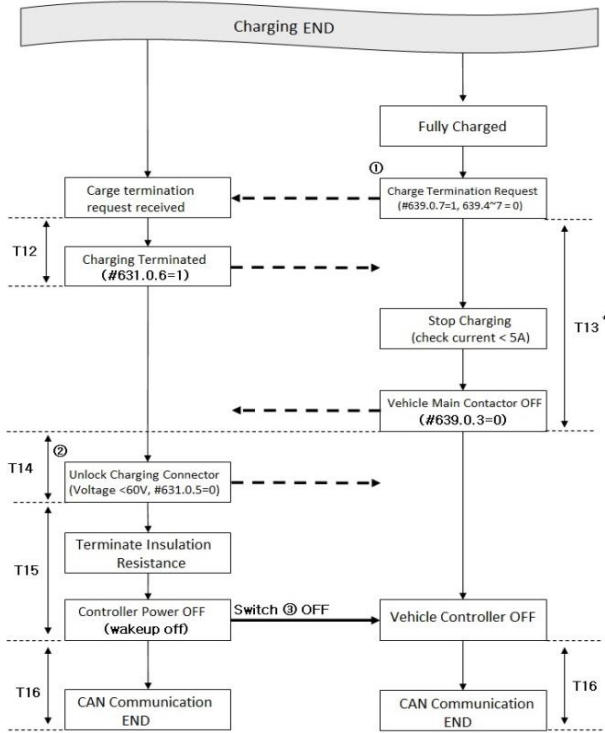 Charging END
Fully Charged
①
Carge termination
request received
Charge Termination Request
(#639.0.7=1, 639.4~7 = 0)
T12
Charging Terminated
(#631.0.6=1)
Stop Charging
(check current < 5A)
T13
Vehicle Main Contactor OFF
(#639.0.3=0)
②
T14
Unlock Charging Connector
(Voltage <60V, #631.0.5=0)
Terminate Insulation
Resistance
T15
Controller Power OFF
(wakeup off)
Switch ③ OFF
Vehicle Controller OFF
T16
CAN Communication
END
CAN Communication
END
T16